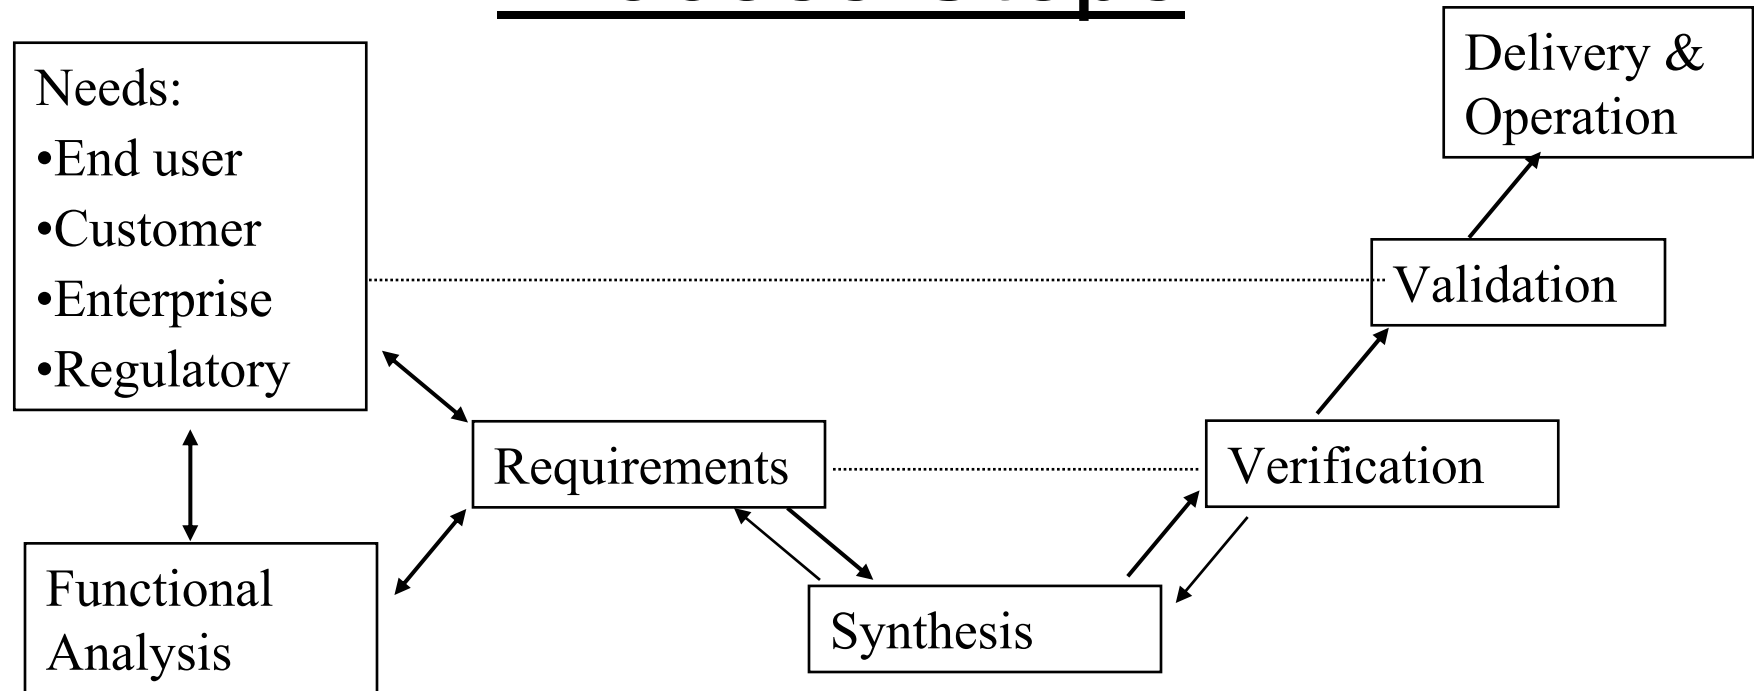 Needs:
•End user
•Customer
•Enterprise
•Regulatory
Functional
Analysis
Requirements
Synthesis
Verification
Validation
Delivery &
Operation